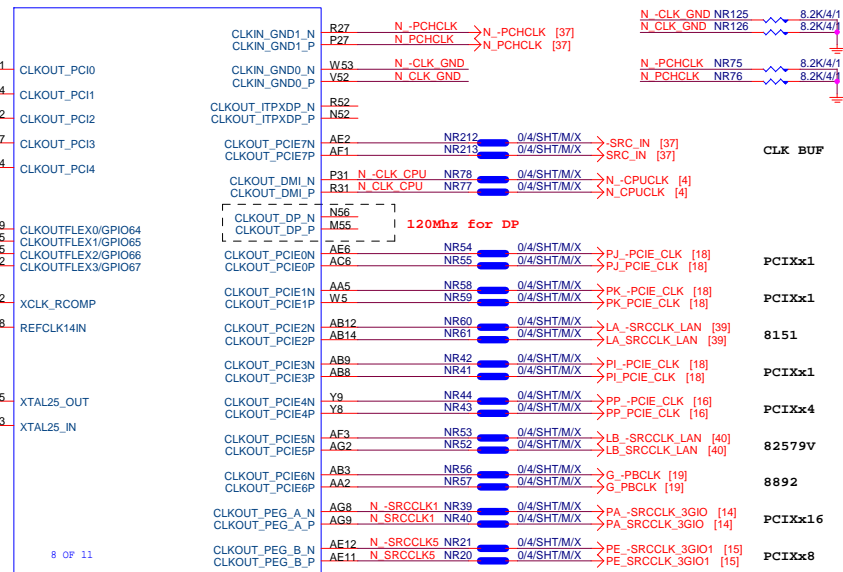 CLKIN_GND1_N R27 N_-PCHCLK N_-PCHCLK [37]
CLKIN_GND1_P P27 N_PCHCLK N_PCHCLK [37]
N_-CLK_GND NR125 8.2K/4/1
N_CLK_GND NR126 8.2K/4/1
1 CLKOUT_PCI0
CLKIN_GND0_N W53 N_-CLK_GND
CLKIN_GND0_P V52 N_CLK_GND
N_-PCHCLK NR75 8.2K/4/1
N_PCHCLK NR76 8.2K/4/1
4 CLKOUT_PCI1
CLKOUT_ITPXDP_N R52
CLKOUT_ITPXDP_P N52
2 CLKOUT_PCI2
7 CLKOUT_PCI3
CLKOUT_PCIE7N AE2 NR212 0/4/SHT/M/X -SRC_IN [37]
CLKOUT_PCIE7P AF1 NR213 0/4/SHT/M/X SRC_IN [37]
CLK BUF
4 CLKOUT_PCI4
CLKOUT_DMI_N P31 N_-CLK_CPU NR78 0/4/SHT/M/X N_-CPUCLK [4]
CLKOUT_DMI_P R31 N_CLK_CPU NR77 0/4/SHT/M/X N_CPUCLK [4]
CLKOUT_DP_N N56
CLKOUT_DP_P M55
120Mhz for DP
9 CLKOUTFLEX0/GPIO64
5 CLKOUTFLEX1/GPIO65
5 CLKOUTFLEX2/GPIO66
2 CLKOUTFLEX3/GPIO67
CLKOUT_PCIE0N AE6 NR54 0/4/SHT/M/X PJ_-PCIE_CLK [18]
CLKOUT_PCIE0P AC6 NR55 0/4/SHT/M/X PJ_PCIE_CLK [18]
PCIXx1
2 XCLK_RCOMP
CLKOUT_PCIE1N AA5 NR58 0/4/SHT/M/X PK_-PCIE_CLK [18]
CLKOUT_PCIE1P W5 NR59 0/4/SHT/M/X PK_PCIE_CLK [18]
PCIXx1
8 REFCLK14IN
CLKOUT_PCIE2N AB12 NR60 0/4/SHT/M/X LA_-SRCCLK_LAN [39]
CLKOUT_PCIE2P AB14 NR61 0/4/SHT/M/X LA_SRCCLK_LAN [39]
8151
CLKOUT_PCIE3N AB9 NR42 0/4/SHT/M/X PI_-PCIE_CLK [18]
CLKOUT_PCIE3P AB8 NR41 0/4/SHT/M/X PI_PCIE_CLK [18]
PCIXx1
5 XTAL25_OUT
CLKOUT_PCIE4N Y9 NR44 0/4/SHT/M/X PP_-PCIE_CLK [16]
CLKOUT_PCIE4P Y8 NR43 0/4/SHT/M/X PP_PCIE_CLK [16]
PCIXx4
3 XTAL25_IN
CLKOUT_PCIE5N AF3 NR53 0/4/SHT/M/X LB_-SRCCLK_LAN [40]
CLKOUT_PCIE5P AG2 NR52 0/4/SHT/M/X LB_SRCCLK_LAN [40]
82579V
CLKOUT_PCIE6N AB3 NR56 0/4/SHT/M/X G_-PBCLK [19]
CLKOUT_PCIE6P AA2 NR57 0/4/SHT/M/X G_PBCLK [19]
8892
CLKOUT_PEG_A_N AG8 N_-SRCCLK1 NR39 0/4/SHT/M/X PA_-SRCCLK_3GIO [14]
CLKOUT_PEG_A_P AG9 N_SRCCLK1 NR40 0/4/SHT/M/X PA_SRCCLK_3GIO [14]
PCIXx16
CLKOUT_PEG_B_N AE12 N_-SRCCLK5 NR21 0/4/SHT/M/X PE_-SRCCLK_3GIO1 [15]
CLKOUT_PEG_B_P AE11 N_SRCCLK5 NR20 0/4/SHT/M/X PE_SRCCLK_3GIO1 [15]
PCIXx8
8 OF 11